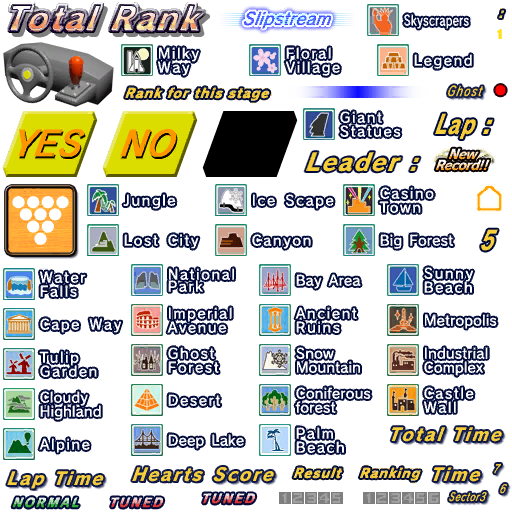 Total Rank
Slipstream
Skyscrapers
:
1
Milky
Way
Floral
Village
Legend
Rank for this stage
Ghost
YES
NO
Giant
Statues
Lap :
Leader :
New
Record!!
Jungle
Ice Scape
Casino
Town
Lost City
Canyon
Big Forest
5
Water
Falls
National
Park
Bay Area
Sunny
Beach
Cape Way
Imperial
Avenue
Ancient
Ruins
Metropolis
Tulip
Garden
Ghost
Forest
Snow
Mountain
Industrial
Complex
Cloudy
Highland
Desert
Coniferous
forest
Castle
Wall
Alpine
Deep Lake
Palm
Beach
Total Time
Lap Time
Hearts Score
Result
Ranking
Time
7
6
NORMAL
TUNED
TUNED
12345
123456
Sector3